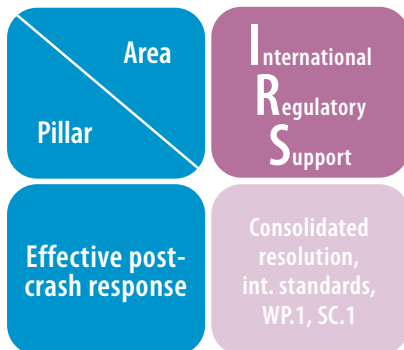 Area
Pillar
International
Regulatory
Support
Effective post-
crash response
Consolidated
resolution,
int. standards,
WP.1, SC.1